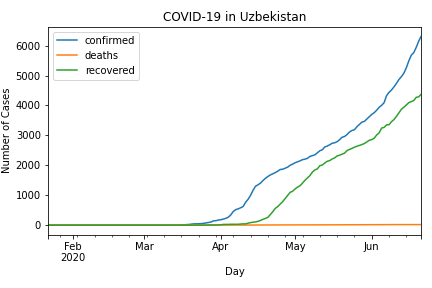 COVID-19 in Uzbekistan
confirmed
deaths
recovered
Number of Cases
6000
5000
4000
3000
2000
1000
0
Feb
2020
Mar
Apr
May
Jun
Day